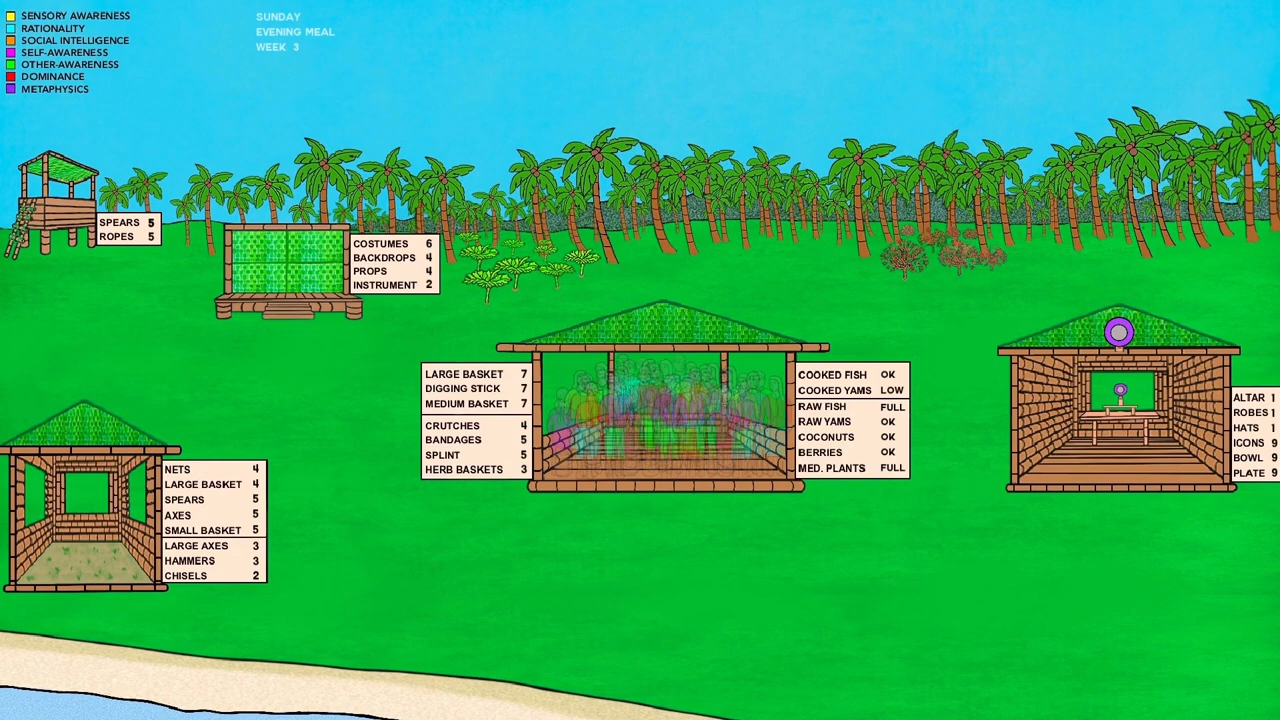 SENSORY AWARENESS
RATIONALITY
SOCIAL INTELLIGENCE
SELF-AWARENESS
OTHER-AWARENESS
DOMINANCE
METAPHYSICS
SUNDAY
EVENING MEAL
WEEK 3
SPEARS 5
ROPES 5
COSTUMES 6
BACKDROPS 4
PROPS 4
INSTRUMENT 2
LARGE BASKET 7
DIGGING STICK 7
MEDIUM BASKET 7
CRUTCHES 4
BANDAGES 5
SPLINT 5
HERB BASKETS 3
COOKED FISH OK
COOKED YAMS LOW
RAW FISH FULL
RAW YAMS OK
COCONUTS OK
BERRIES OK
MED. PLANTS FULL
ALTAR 1
ROBES 1
HATS 1
ICONS 9
BOWL 9
PLATE 9
NETS 4
LARGE BASKET 4
SPEARS 5
AXES 5
SMALL BASKET 5
LARGE AXES 3
HAMMERS 3
CHISELS 2